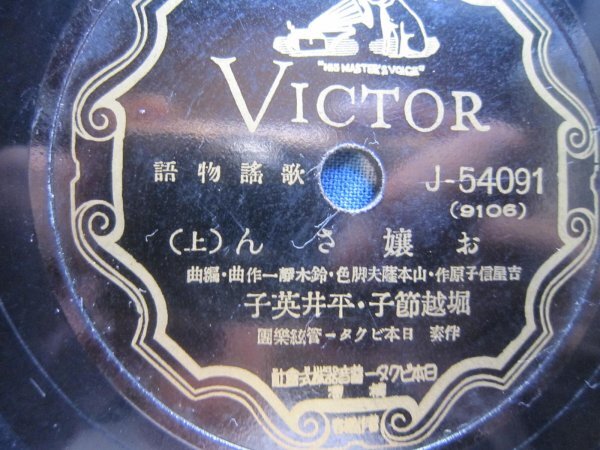 "HIS MASTER'S VOICE"
VICTOR
歌謠物語
J-54091
(9106)
お孃さん(上)
吉屋信子原作・山本薩夫脚色・鈴木靜一作曲・編曲
堀越節子・平井英子
伴奏 日本ビクター管絃樂團
日本ビクター蓄音器株式會社